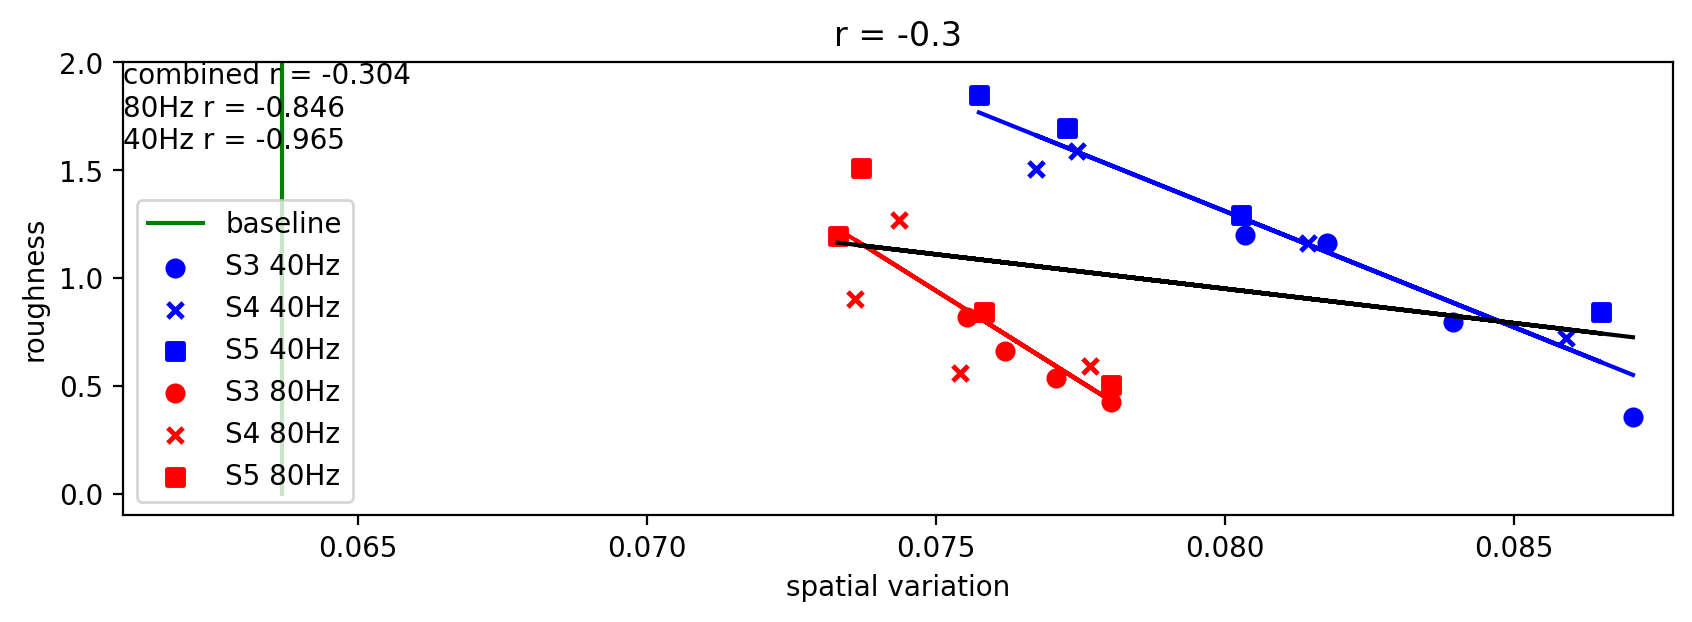 r = -0.3
combined r = -0.304
80Hz r = -0.846
40Hz r = -0.965
2.0
1.5
1.0
0.5
0.0
roughness
baseline
S3 40Hz
S4 40Hz
S5 40Hz
S3 80Hz
S4 80Hz
S5 80Hz
0.065 0.070 0.075 0.080 0.085
spatial variation